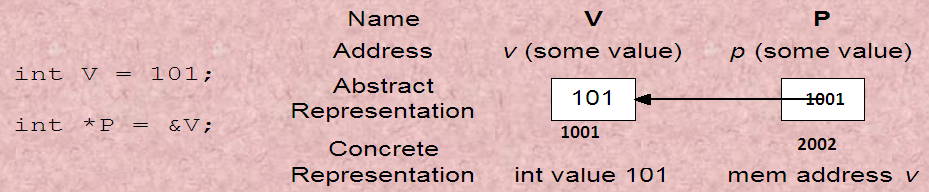 Name V P
Address v (some value) p (some value)
int V = 101;
Abstract Representation 101 1001
int *P = &V;
1001 2002
Concrete Representation int value 101 mem address v